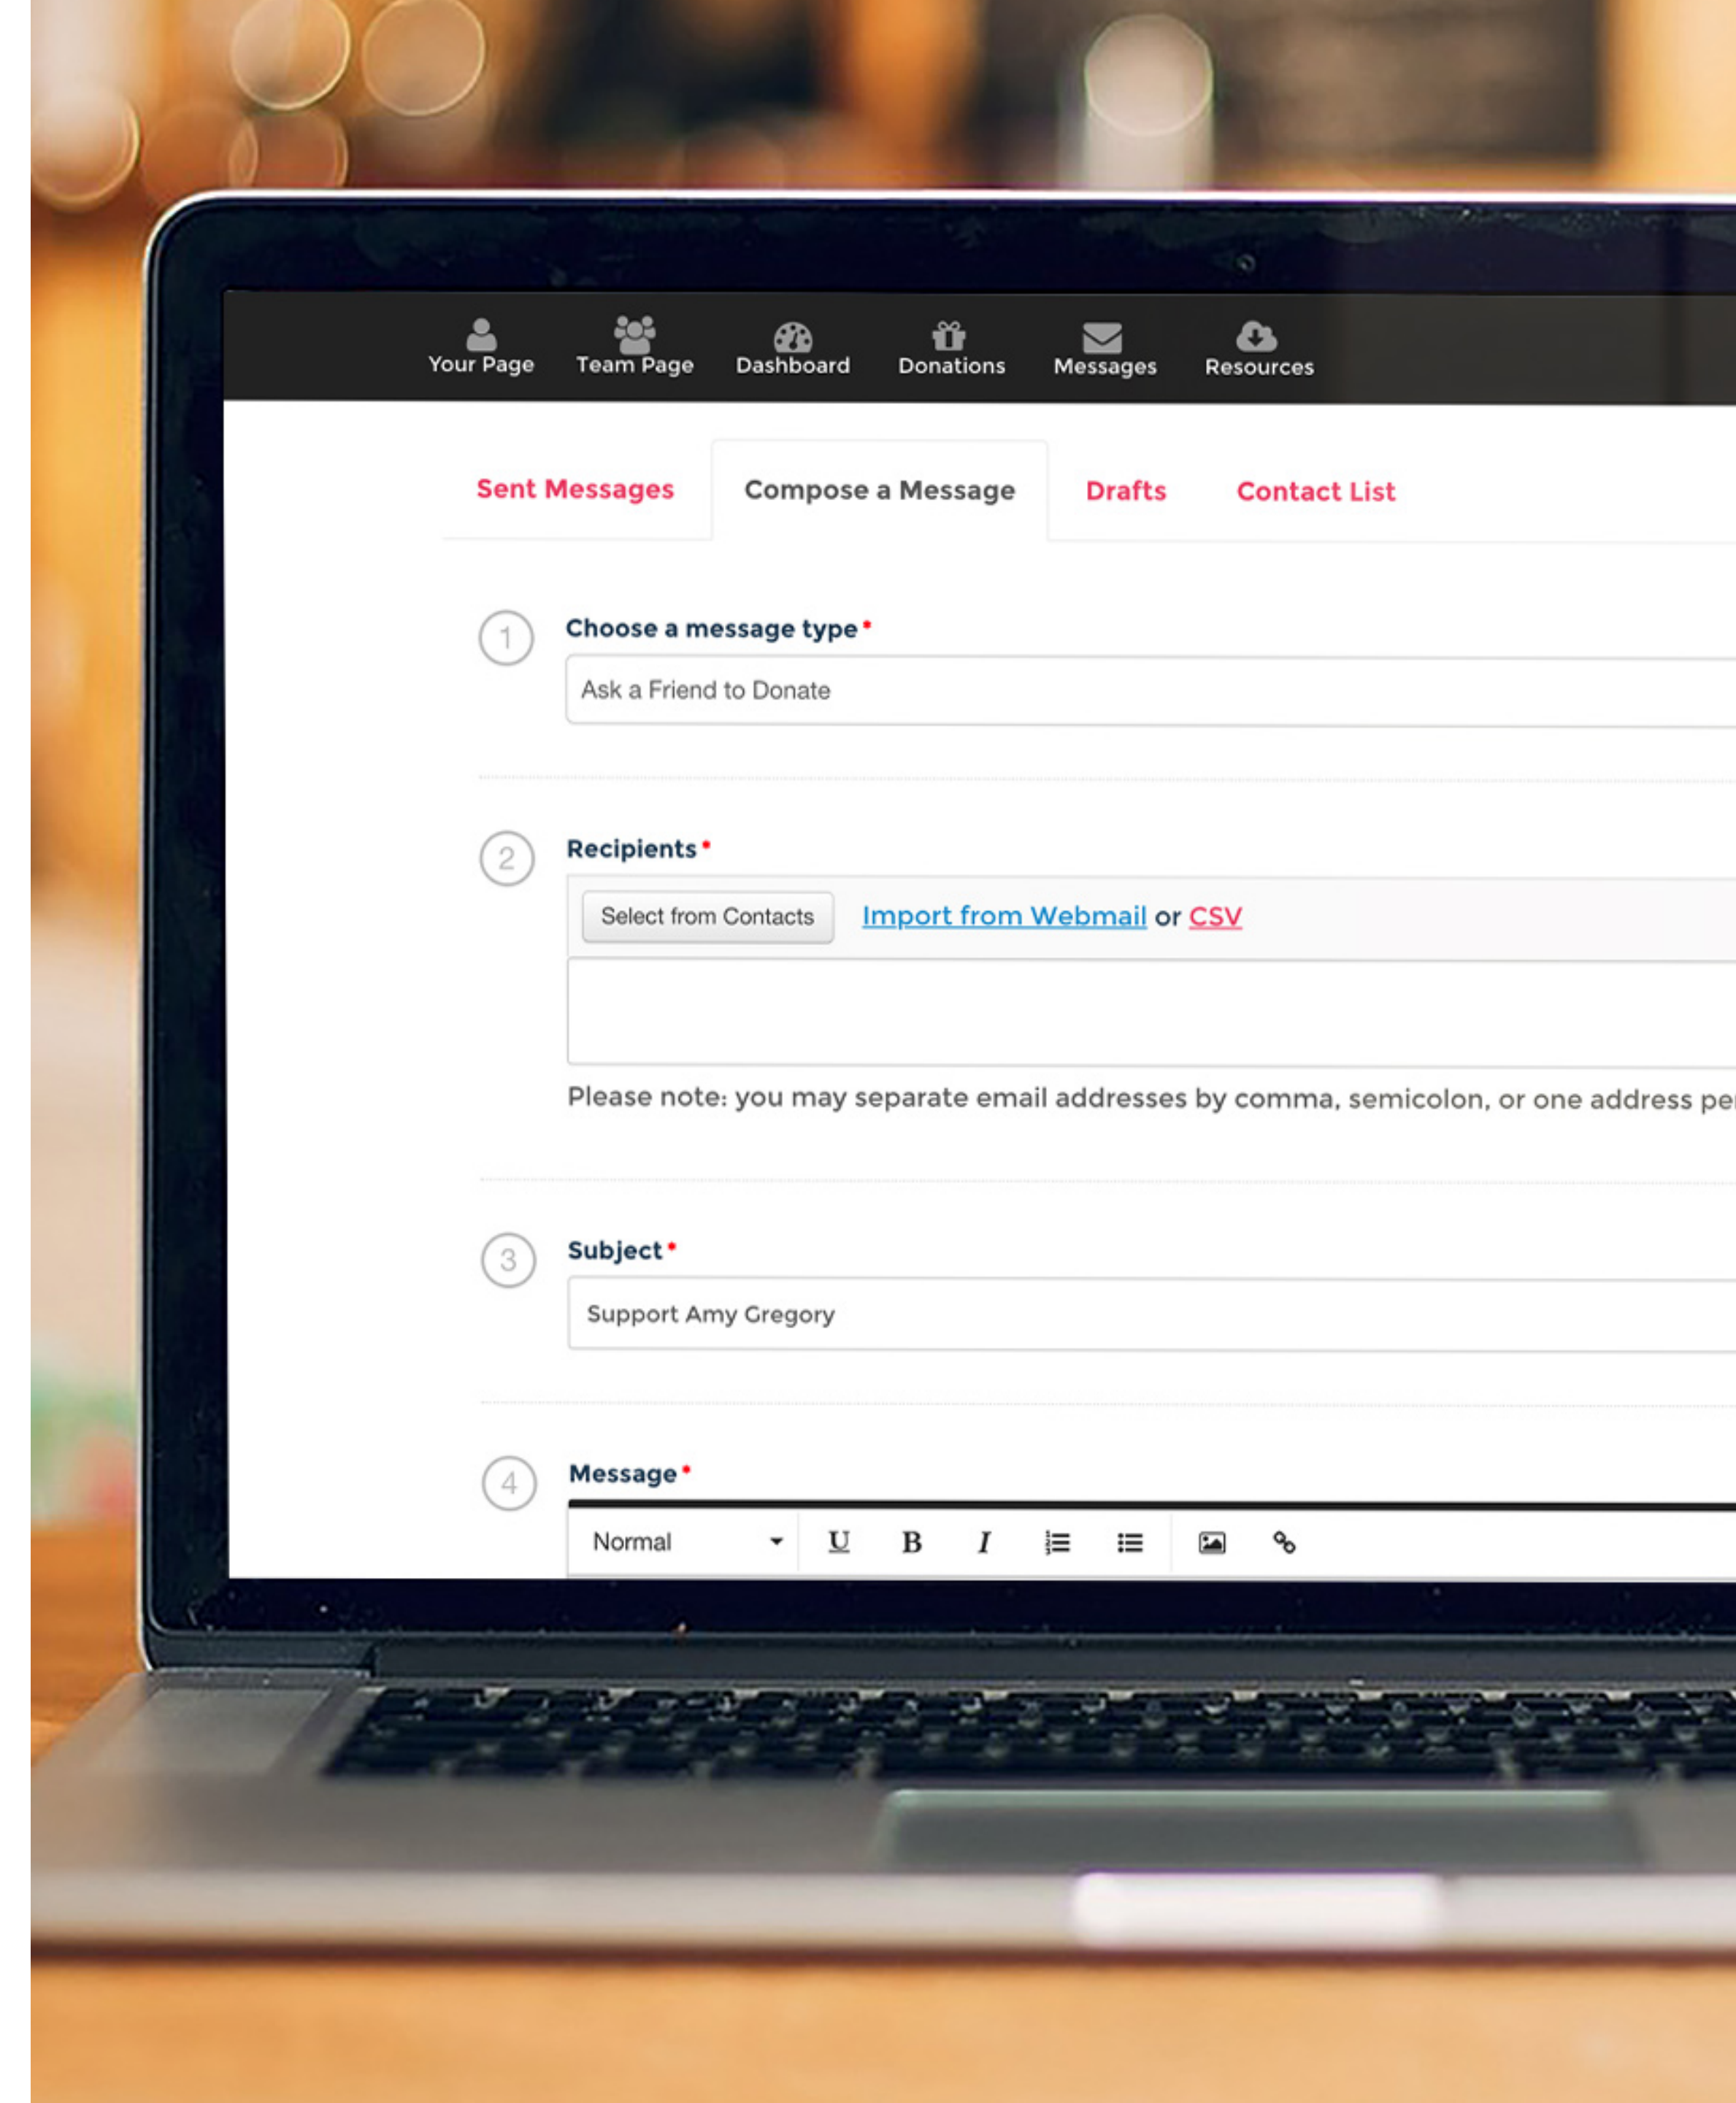 Your Page Team Page Dashboard Donations Messages Resources
Sent Messages Compose a Message Drafts Contact List
1 Choose a message type*
Ask a Friend to Donate
2 Recipients*
Select from Contacts Import from Webmail or CSV
Please note: you may separate email addresses by comma, semicolon, or one address
3 Subject*
Support Amy Gregory
4 Message*
Normal U B I